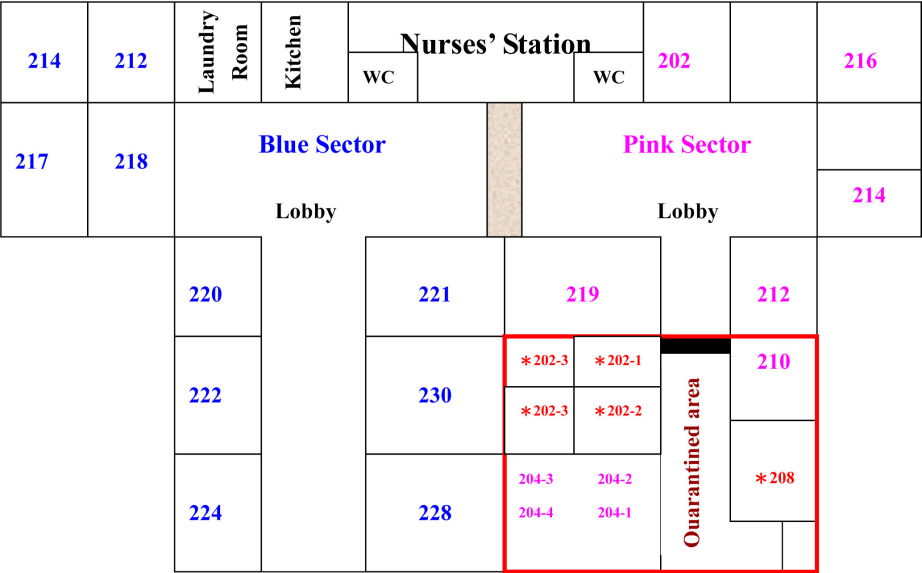 214
212
Laundry
Room
Kitchen
Nurses’ Station
WC
WC
202
216
217
218
Blue Sector
Lobby
Pink Sector
Lobby
214
220
221
219
212
222
230
*202-3
*202-1
*202-3
*202-2
210
Quarantined area
*208
224
228
204-3
204-2
204-4
204-1